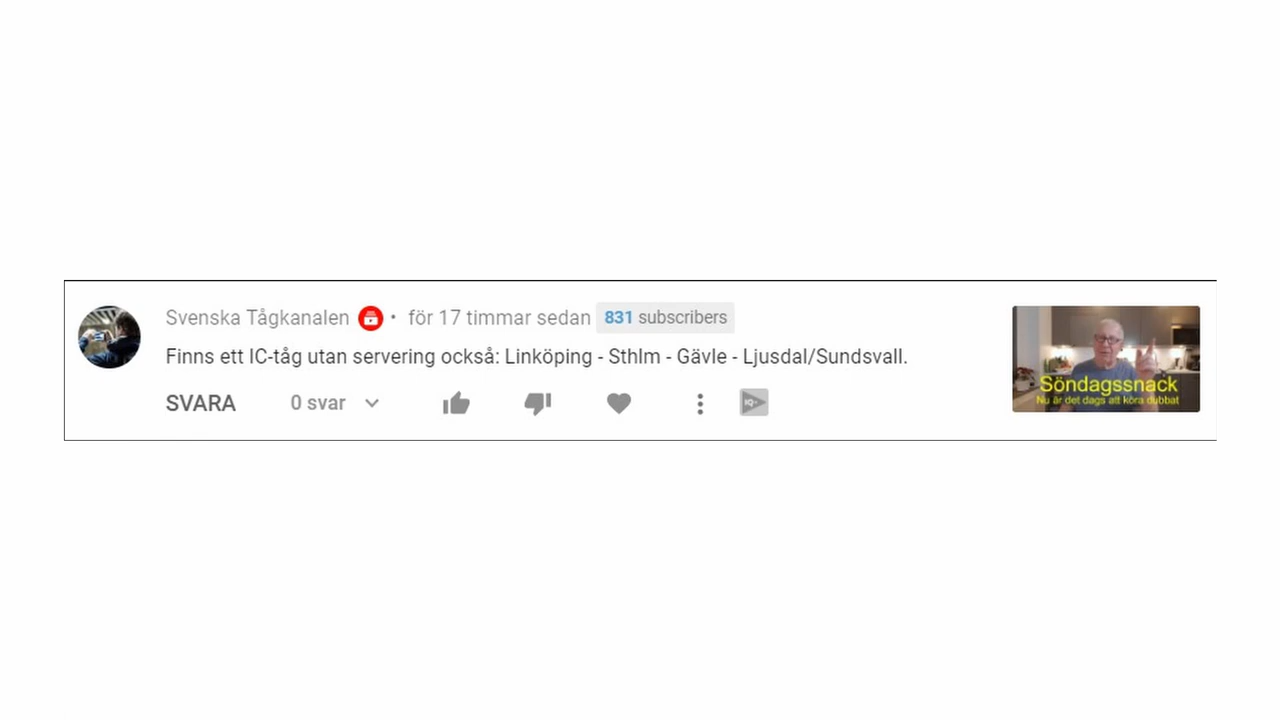 Svenska Tågkanalen • för 17 timmar sedan 831 subscribers
Finns ett IC-tåg utan servering också: Linköping - Sthlm - Gävle - Ljusdal/Sundsvall.
SVARA 0 svar IQ+
Söndagssnack
Nu är det dags att köra dubbat